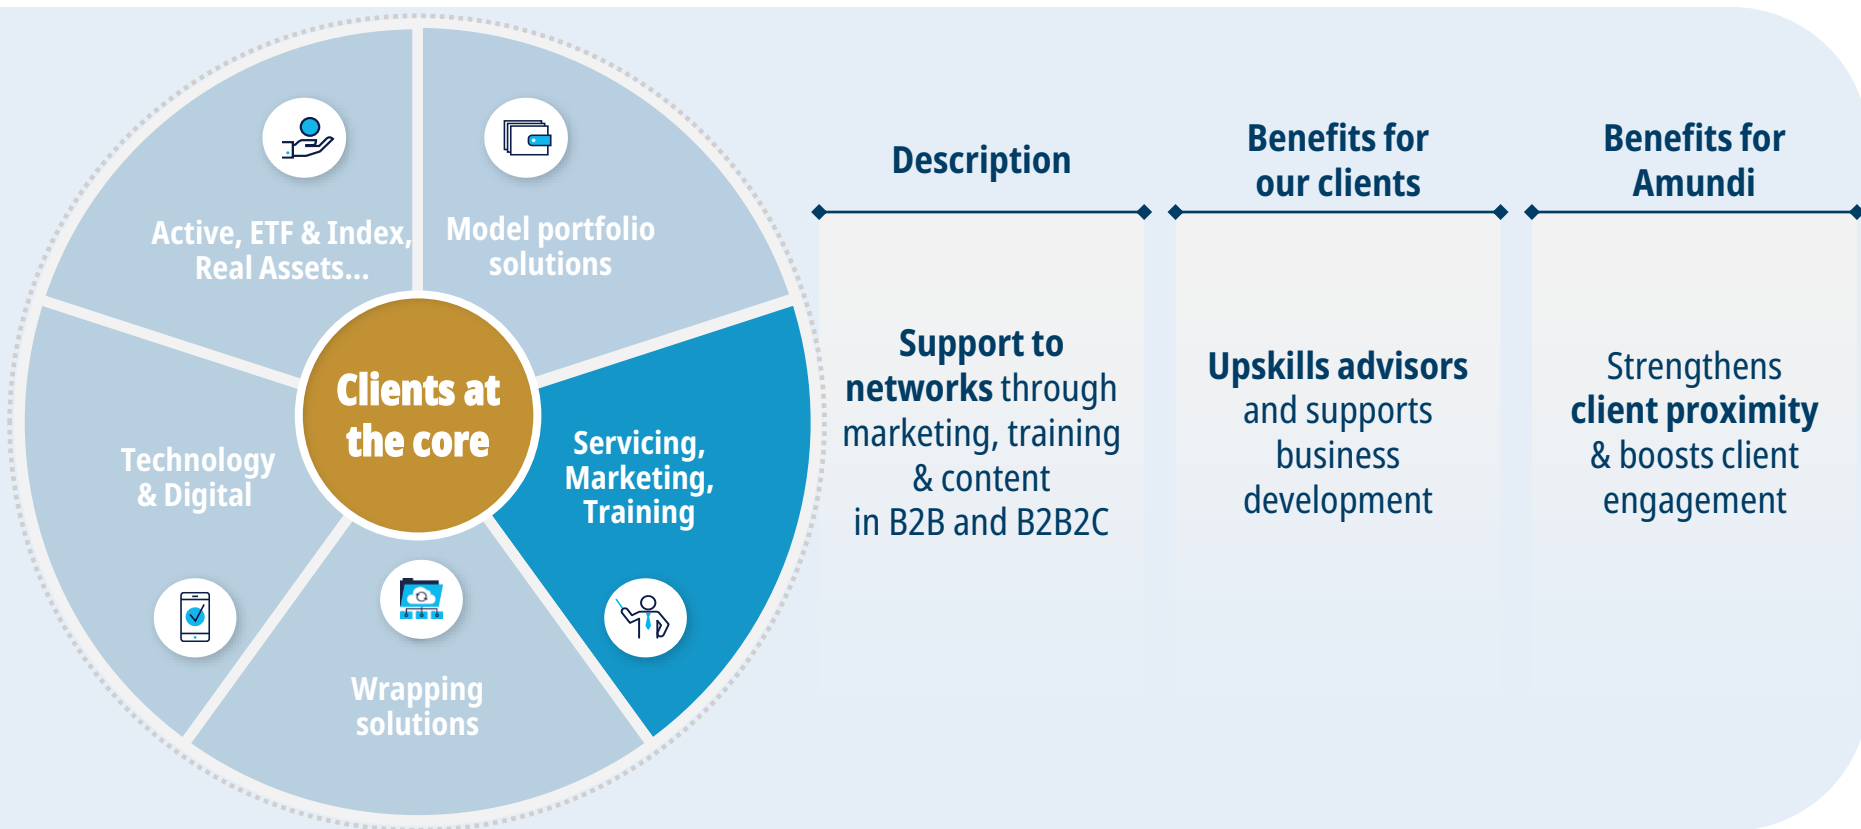 Active, ETF & Index,
Real Assets...
Model portfolio
solutions
Clients at
the core
Technology
& Digital
Servicing,
Marketing,
Training
Wrapping
solutions
Description
Support to
networks through
marketing, training
& content
in B2B and B2B2C
Benefits for
our clients
Upskills advisors
and supports
business
development
Benefits for
Amundi
Strengthens
client proximity
& boosts client
engagement